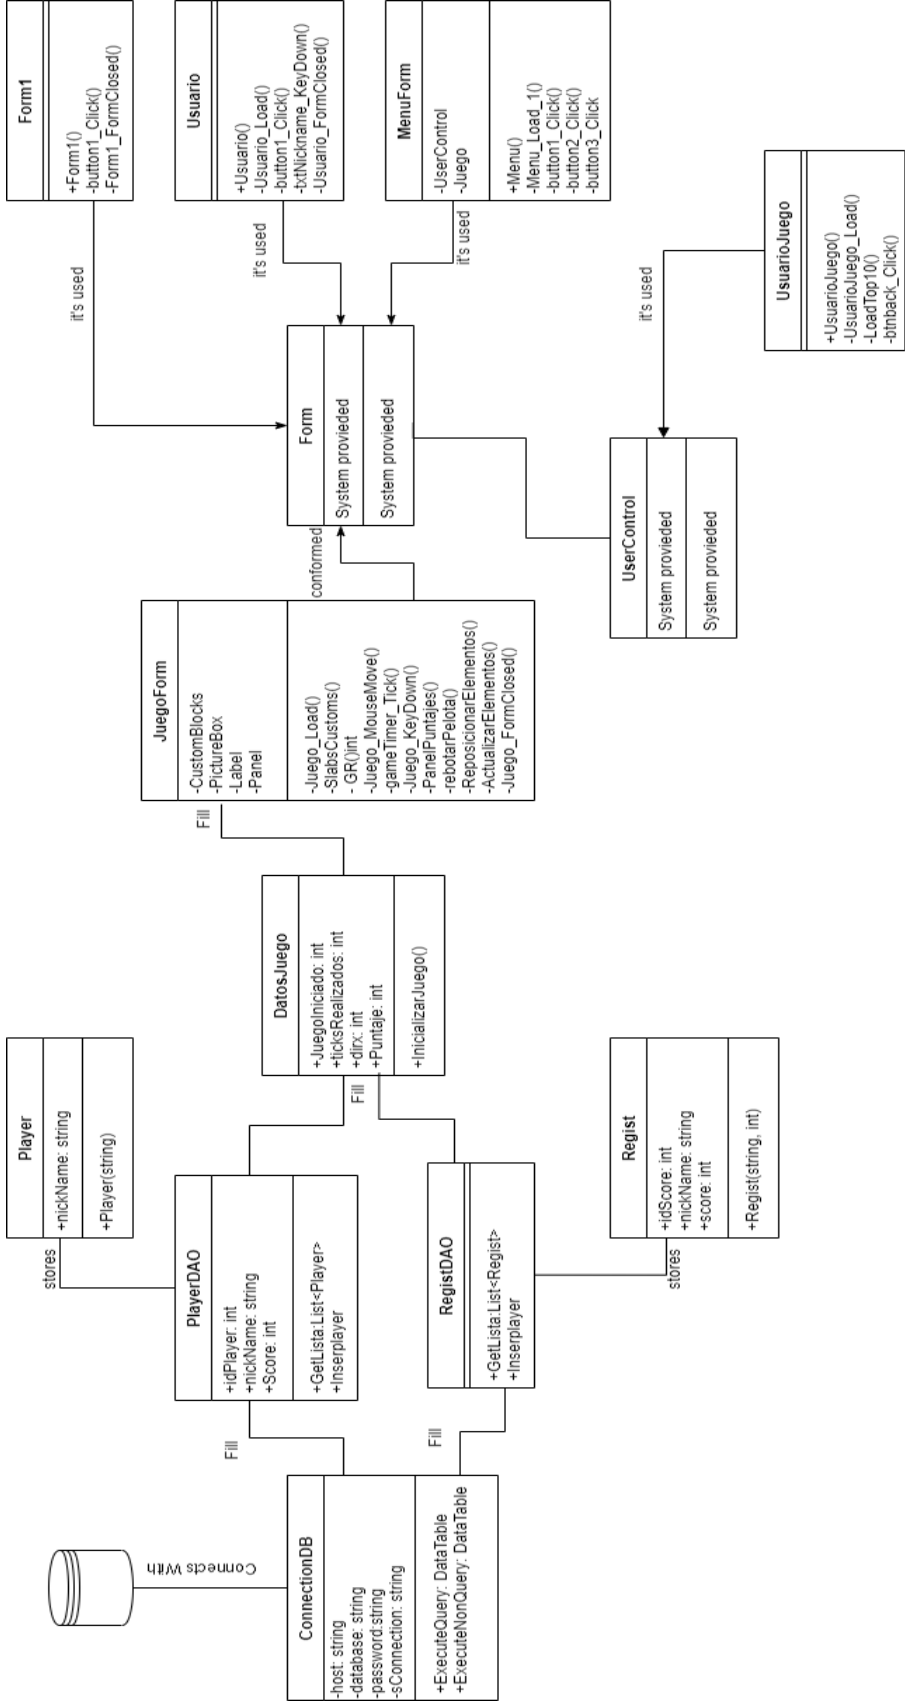 Connects With
ConnectionDB
-host: string
-database: string
-password:string
-sConnection: string
+ExecuteQuery: DataTable
+ExecuteNonQuery: DataTable
Fill
Fill
PlayerDAO
+idPlayer: int
+nickName: string
+Score: int
+GetLista:List<Player>
+Inserplayer
RegistDAO
+GetLista:List<Regist>
+Inserplayer
stores
Player
+nickName: string
+Player(string)
stores
Regist
+idScore: int
+nickName: string
+score: int
+Regist(string, int)
Fill
DatosJuego
+JuegoIniciado: int
+ticksRealizados: int
+dirx: int
+Puntaje: int
+InicializarJuego()
Fill
JuegoForm
-CustomBlocks
-PictureBox
-Label
-Panel
-Juego_Load()
-SlabsCustoms()
- GR()int
-Juego_MouseMove()
-gameTimer_Tick()
-Juego_KeyDown()
-PanelPuntajes()
-rebotarPelota()
-ReposicionarElementos()
-ActualizarElementos()
-Juego_FormClosed()
conformed
Form
System provieded
System provieded
UserControl
System provieded
System provieded
it's used
it's used
it's used
it's used
Form1
+Form1()
-button1_Click()
-Form1_FormClosed()
Usuario
+Usuario()
-Usuario_Load()
-button1_Click()
-txtNickname_KeyDown()
-Usuario_FormClosed()
MenuForm
-UserControl
-Juego
+Menu()
-Menu_Load_1()
-button1_Click()
-button2_Click()
-button3_Click
UsuarioJuego
+UsuarioJuego()
-UsuarioJuego_Load()
-LoadTop10()
-btnback_Click()